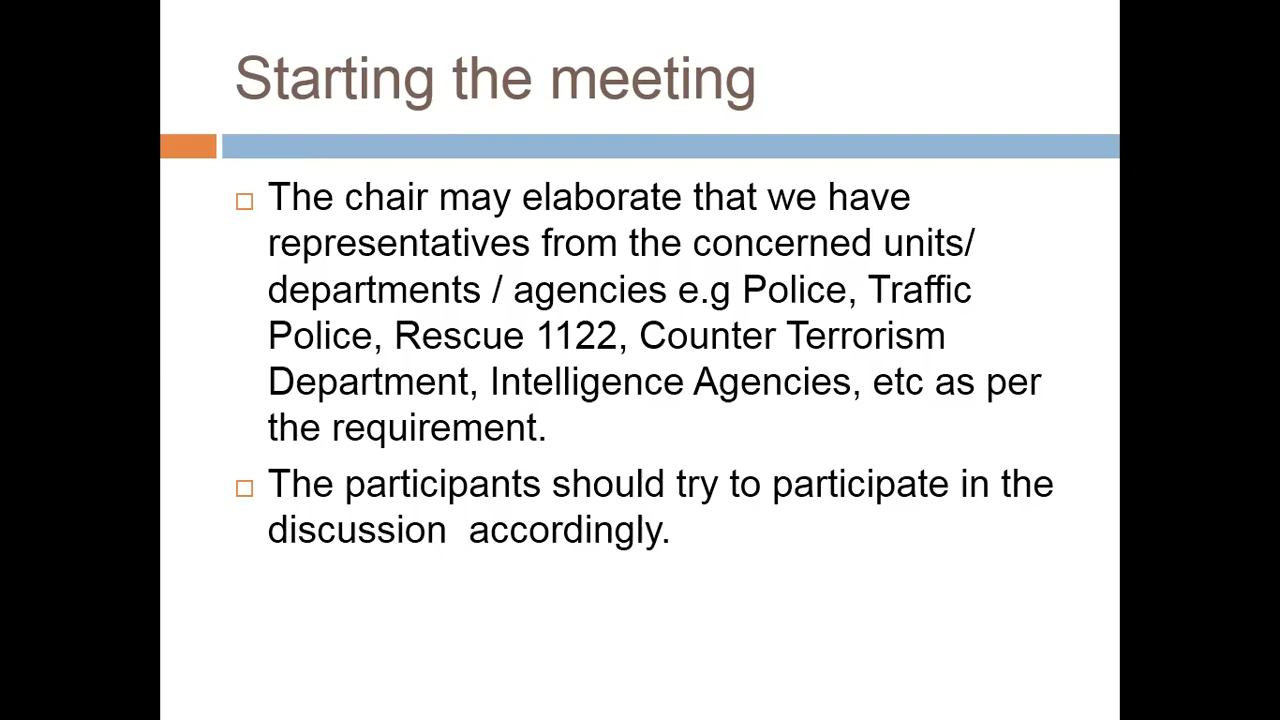 Starting the meeting
The chair may elaborate that we have
representatives from the concerned units/
departments / agencies e.g Police, Traffic
Police, Rescue 1122, Counter Terrorism
Department, Intelligence Agencies, etc as per
the requirement.
The participants should try to participate in the
discussion  accordingly.